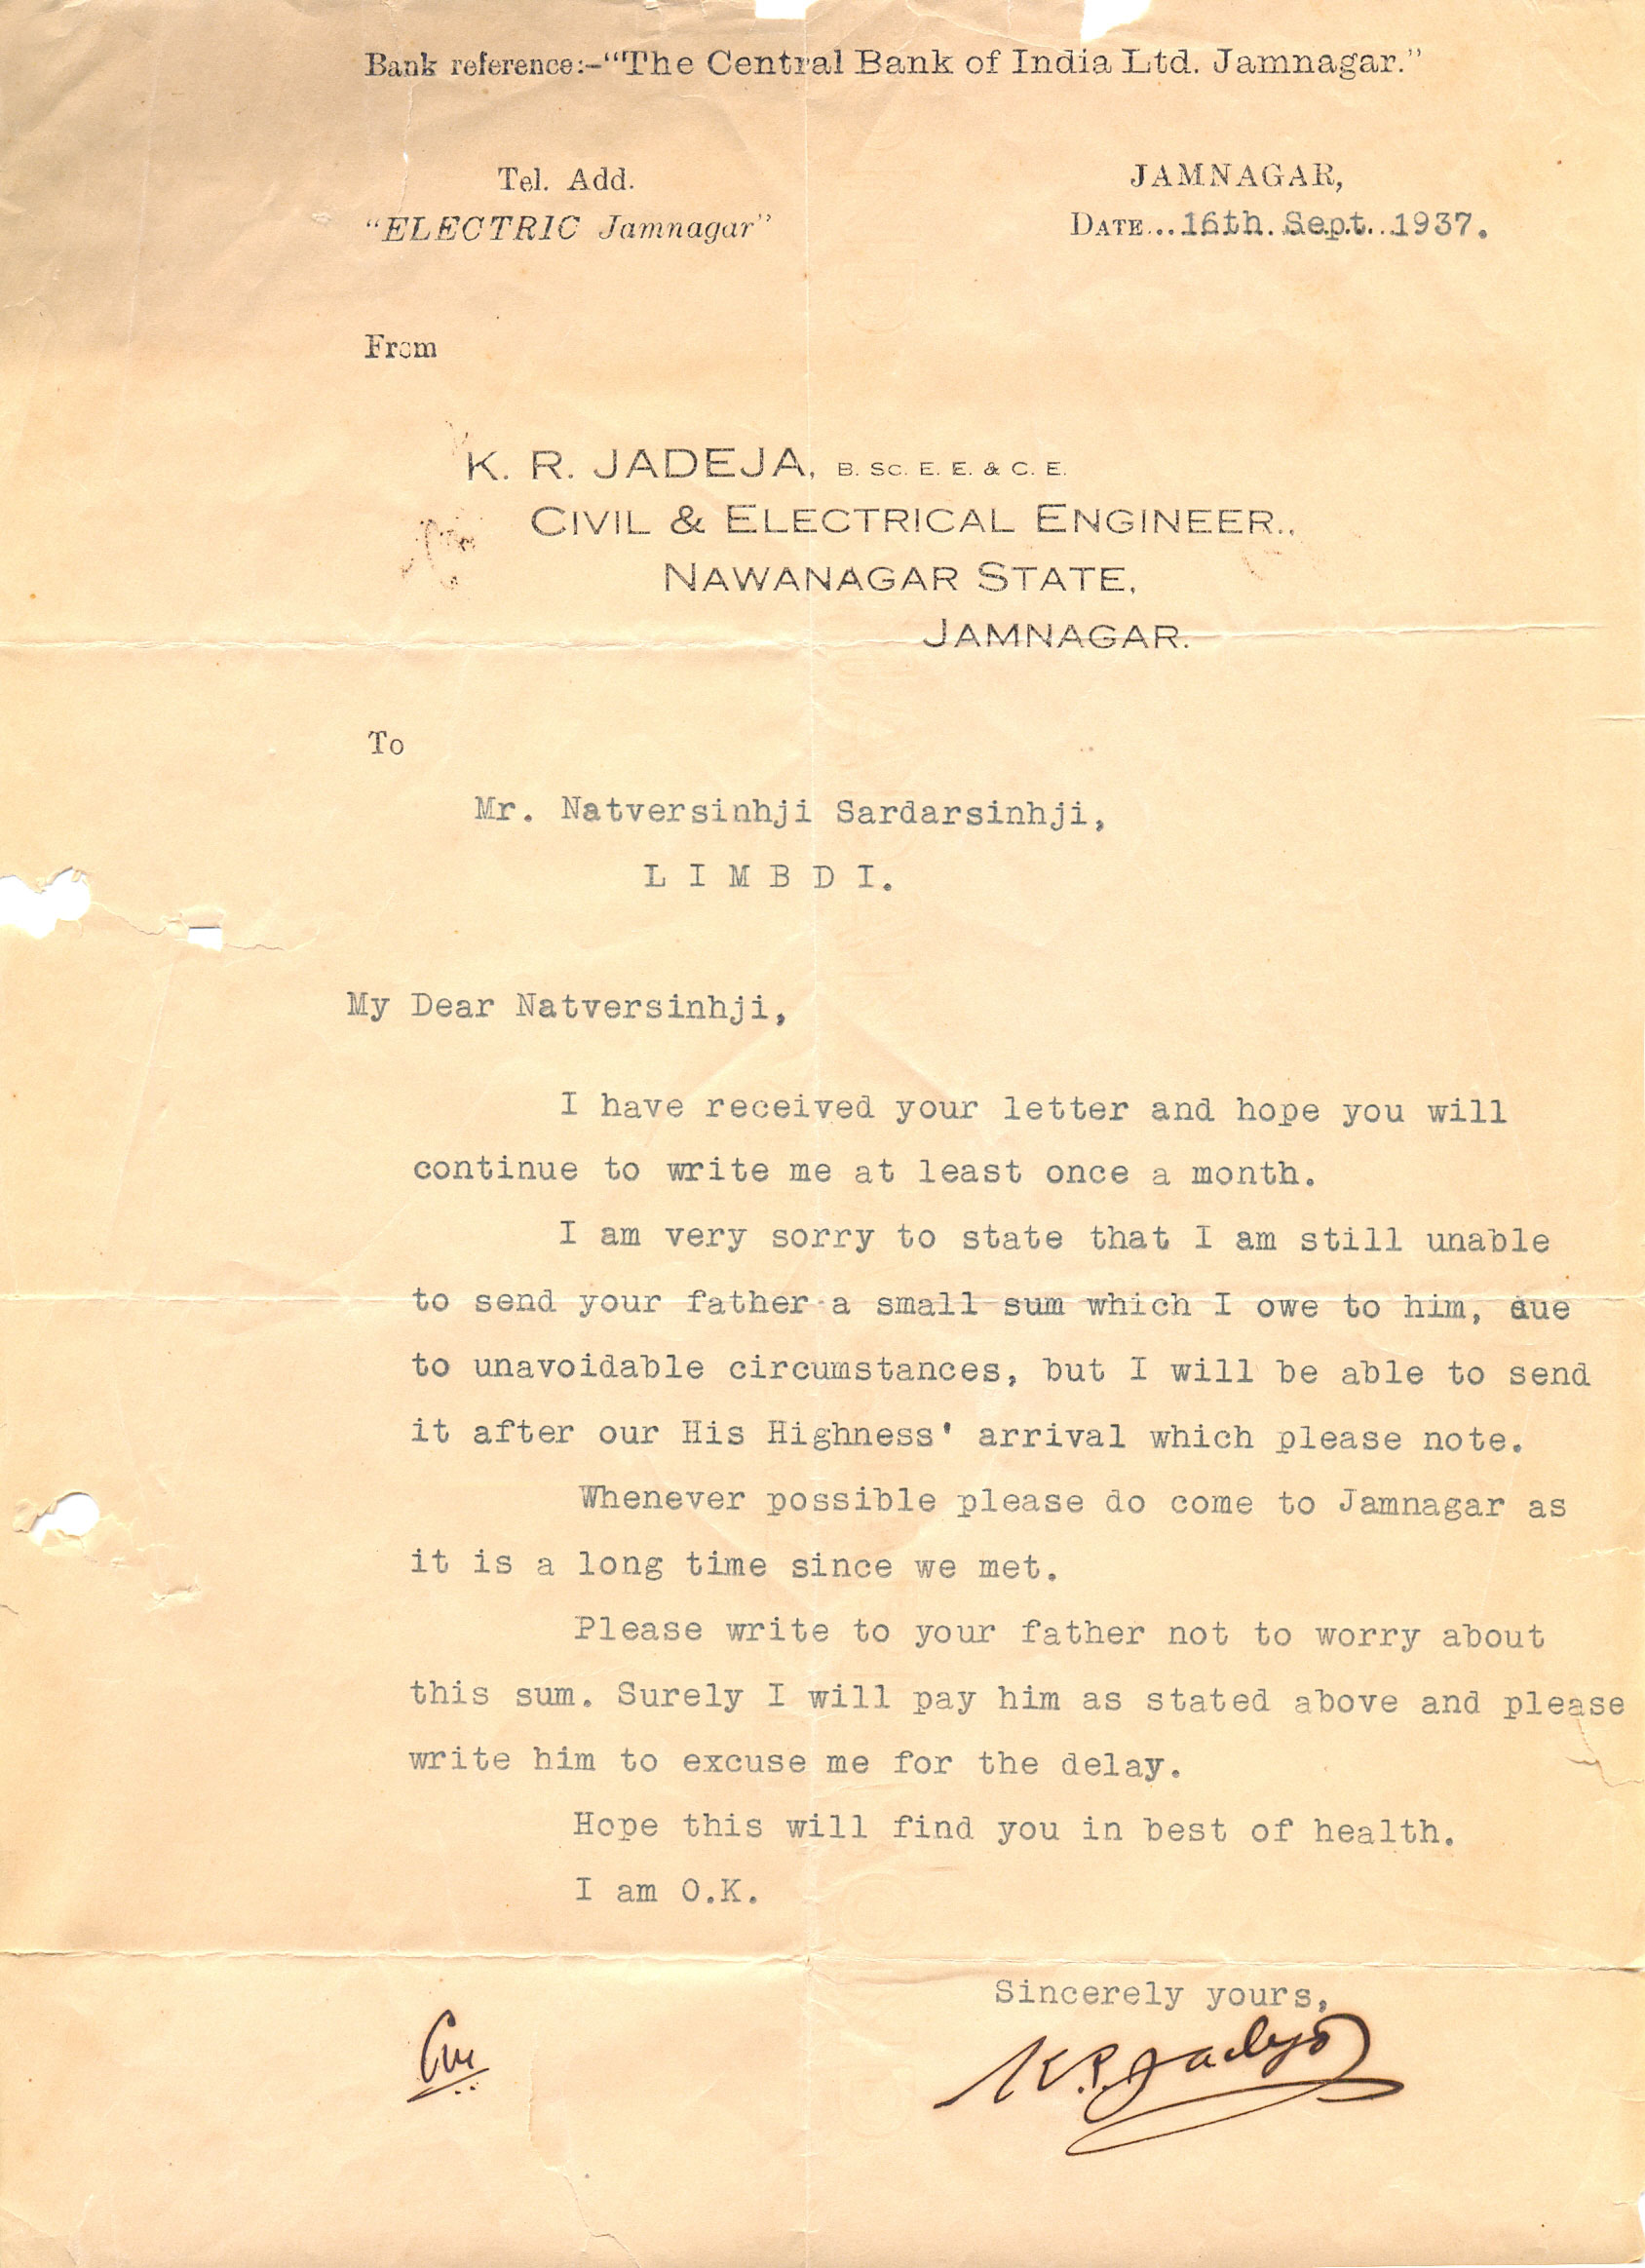 Bank reference:-“The Central Bank of India Ltd. Jamnagar.”
Tel. Add.
“ELECTRIC Jamnagar”
JAMNAGAR,
DATE...16th. Sept...1937.
From
K. R. JADEJA, B. SC. E. E. & C. E.
CIVIL & ELECTRICAL ENGINEER.,
NAWANAGAR STATE,
JAMNAGAR.
To
Mr. Natversinhji Sardarsinhji,
L I M B D I.
My Dear Natversinhji,
I have received your letter and hope you will
continue to write me at least once a month.
I am very sorry to state that I am still unable
to send your father a small sum which I owe to him, due
to unavoidable circumstances, but I will be able to send
it after our His Highness' arrival which please note.
Whenever possible please do come to Jamnagar as
it is a long time since we met.
Please write to your father not to worry about
this sum. Surely I will pay him as stated above and please
write him to excuse me for the delay.
Hope this will find you in best of health.
I am O.K.
Sincerely yours,
K.R. Jadeja